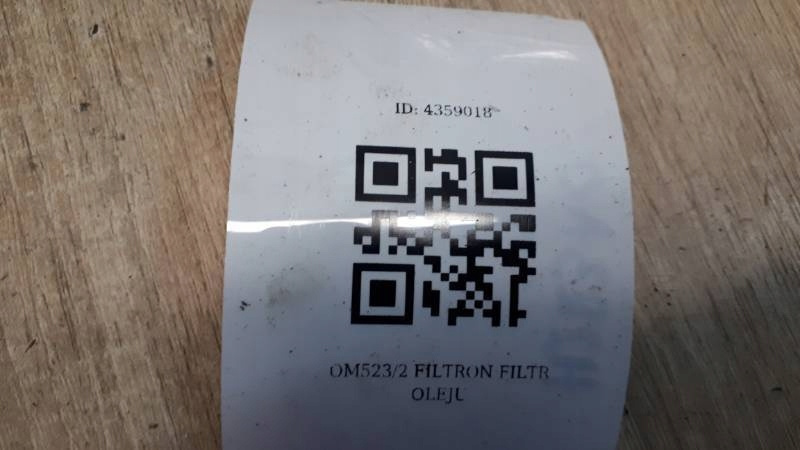 ID: 4359018
OM523/2 FILTRON FILTR
OLEJU